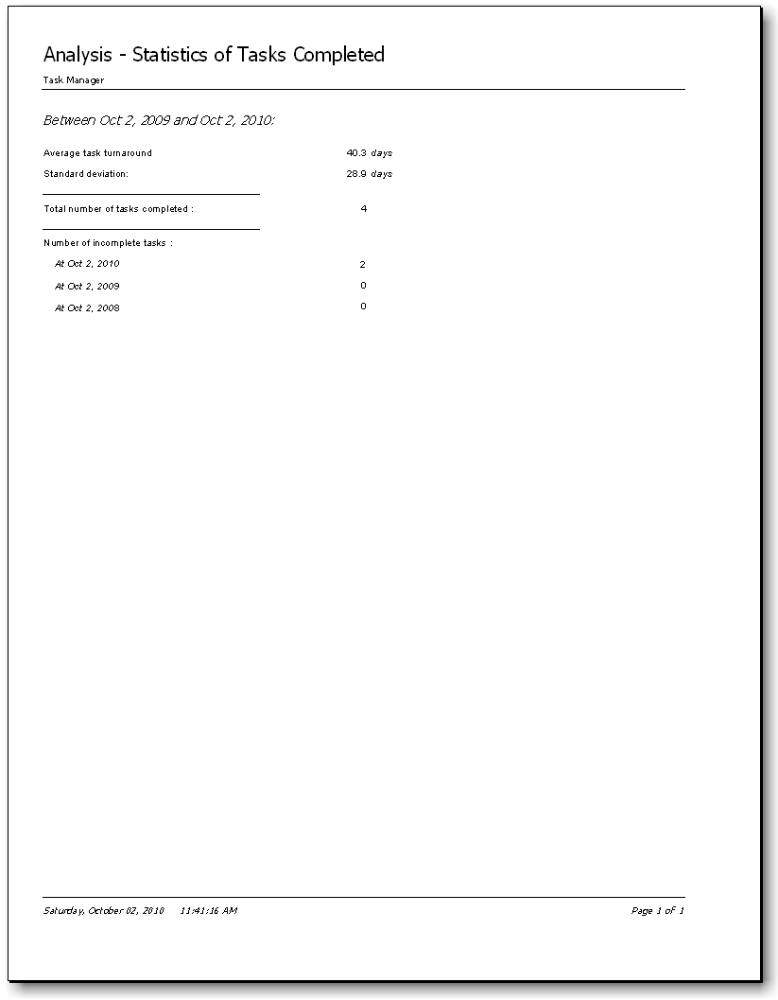 Analysis - Statistics of Tasks Completed
Task Manager
Between Oct 2, 2009 and Oct 2, 2010:
Average task turnaround 40.3 days
Standard deviation: 28.9 days
Total number of tasks completed : 4
Number of incomplete tasks :
At Oct 2, 2010 2
At Oct 2, 2009 0
At Oct 2, 2008 0
Saturday, October 02, 2010 11:41:16 AM Page 1 of 1